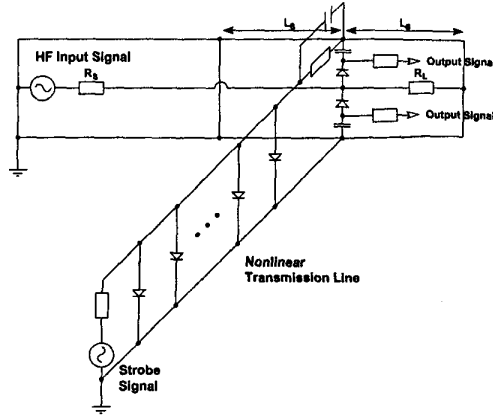 Ls
Ls
HF Input Signal
Rs
Output Signal
RL
Output Signal
Nonlinear
Transmission Line
Strobe
Signal